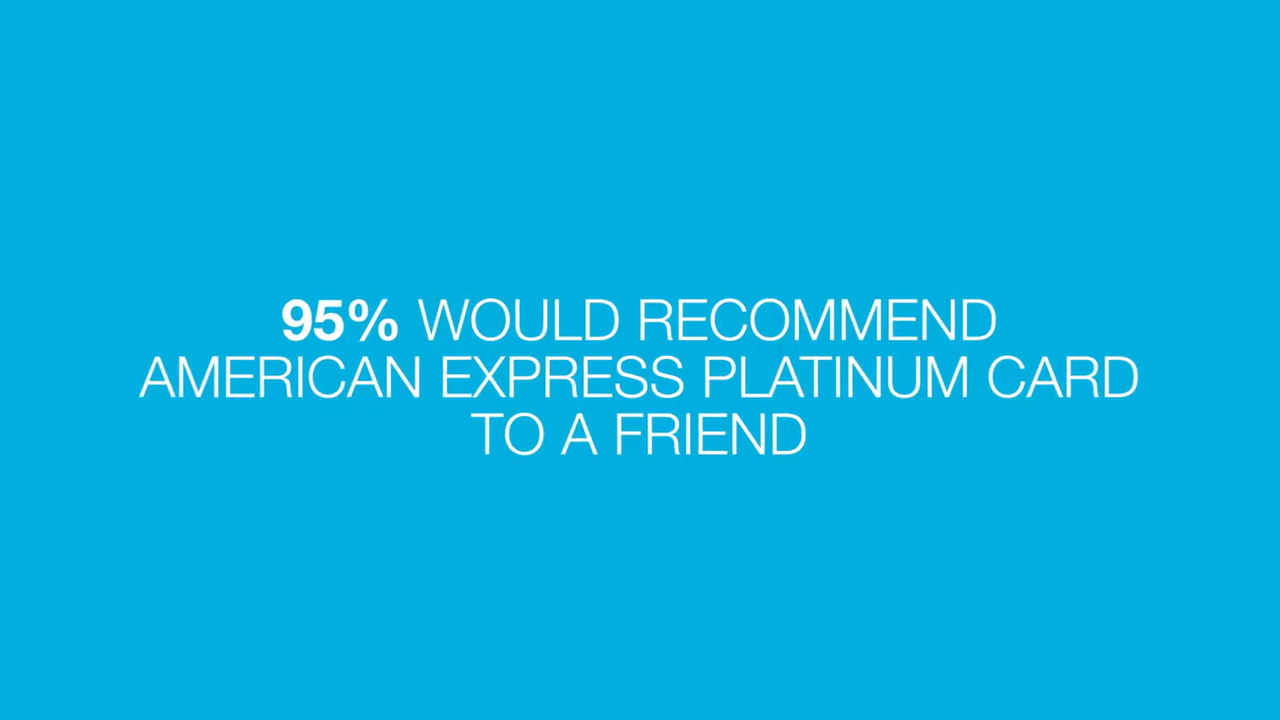 95% WOULD RECOMMEND
AMERICAN EXPRESS PLATINUM CARD
TO A FRIEND